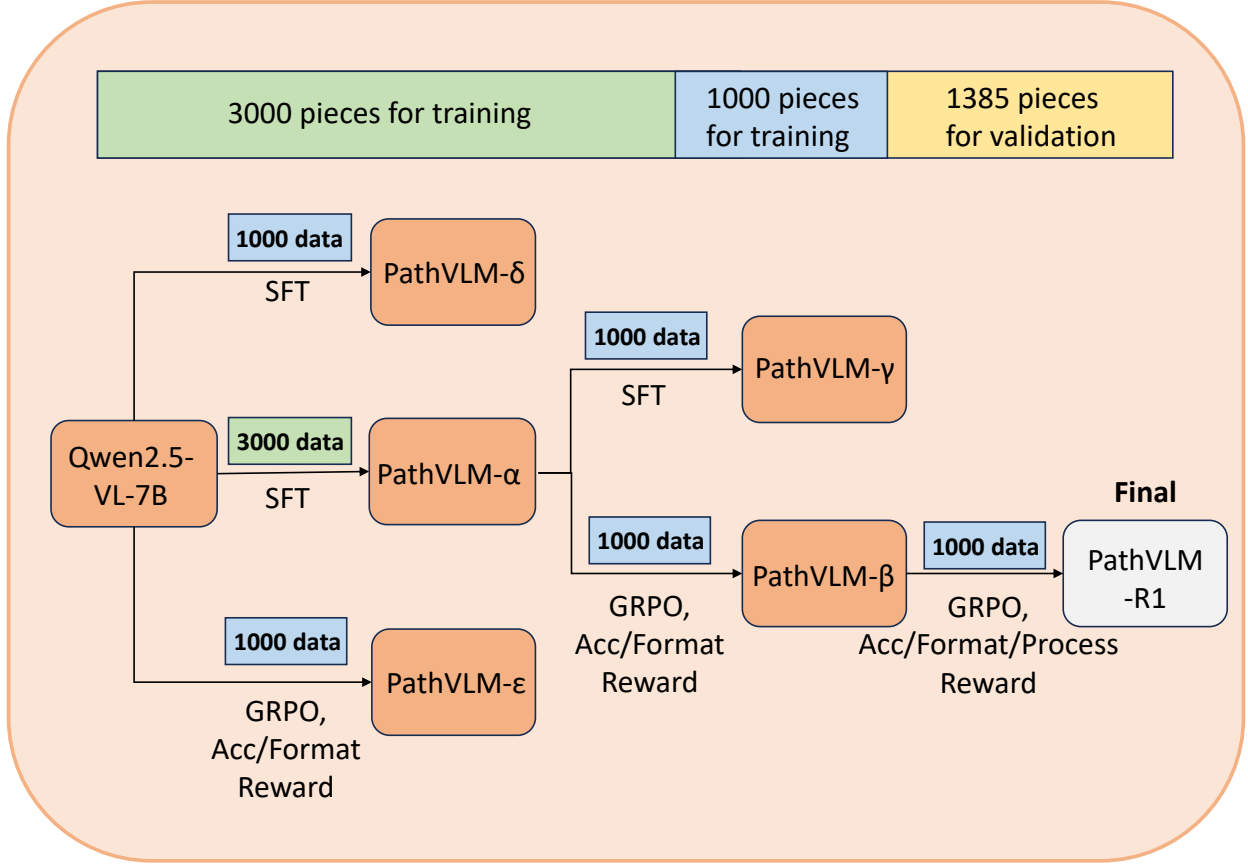 3000 pieces for training
1000 pieces
for training
1385 pieces
for validation
1000 data
SFT
PathVLM-δ
1000 data
SFT
PathVLM-γ
Qwen2.5-
VL-7B
3000 data
SFT
PathVLM-α
1000 data
GRPO,
Acc/Format
Reward
PathVLM-β
1000 data
GRPO,
Acc/Format/Process
Reward
Final
PathVLM
-R1
1000 data
GRPO,
Acc/Format
Reward
PathVLM-ε